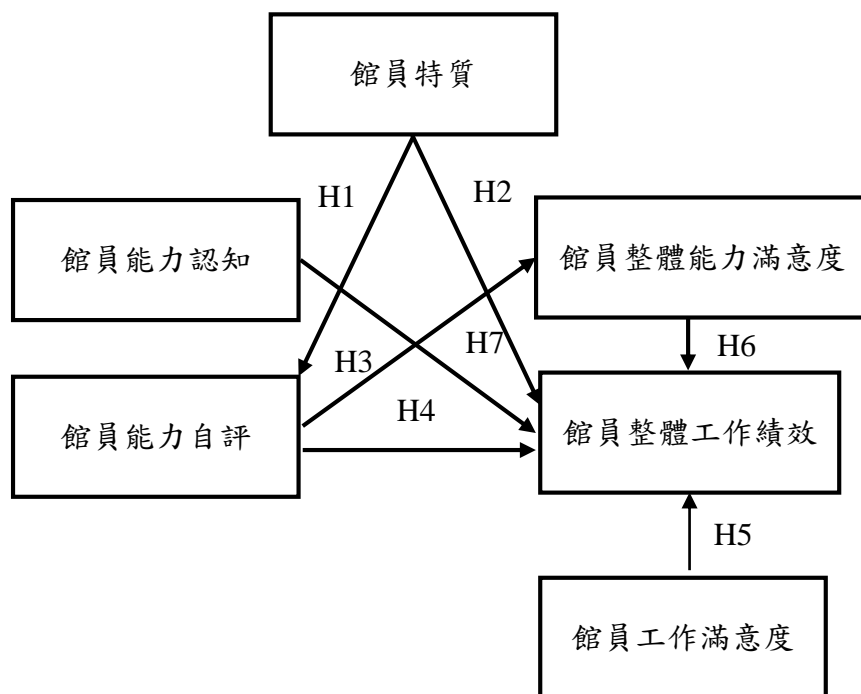 館員特質
H1
H2
館員能力認知
館員整體能力滿意度
H3
H7
H6
H4
館員能力自評
館員整體工作績效
H5
館員工作滿意度